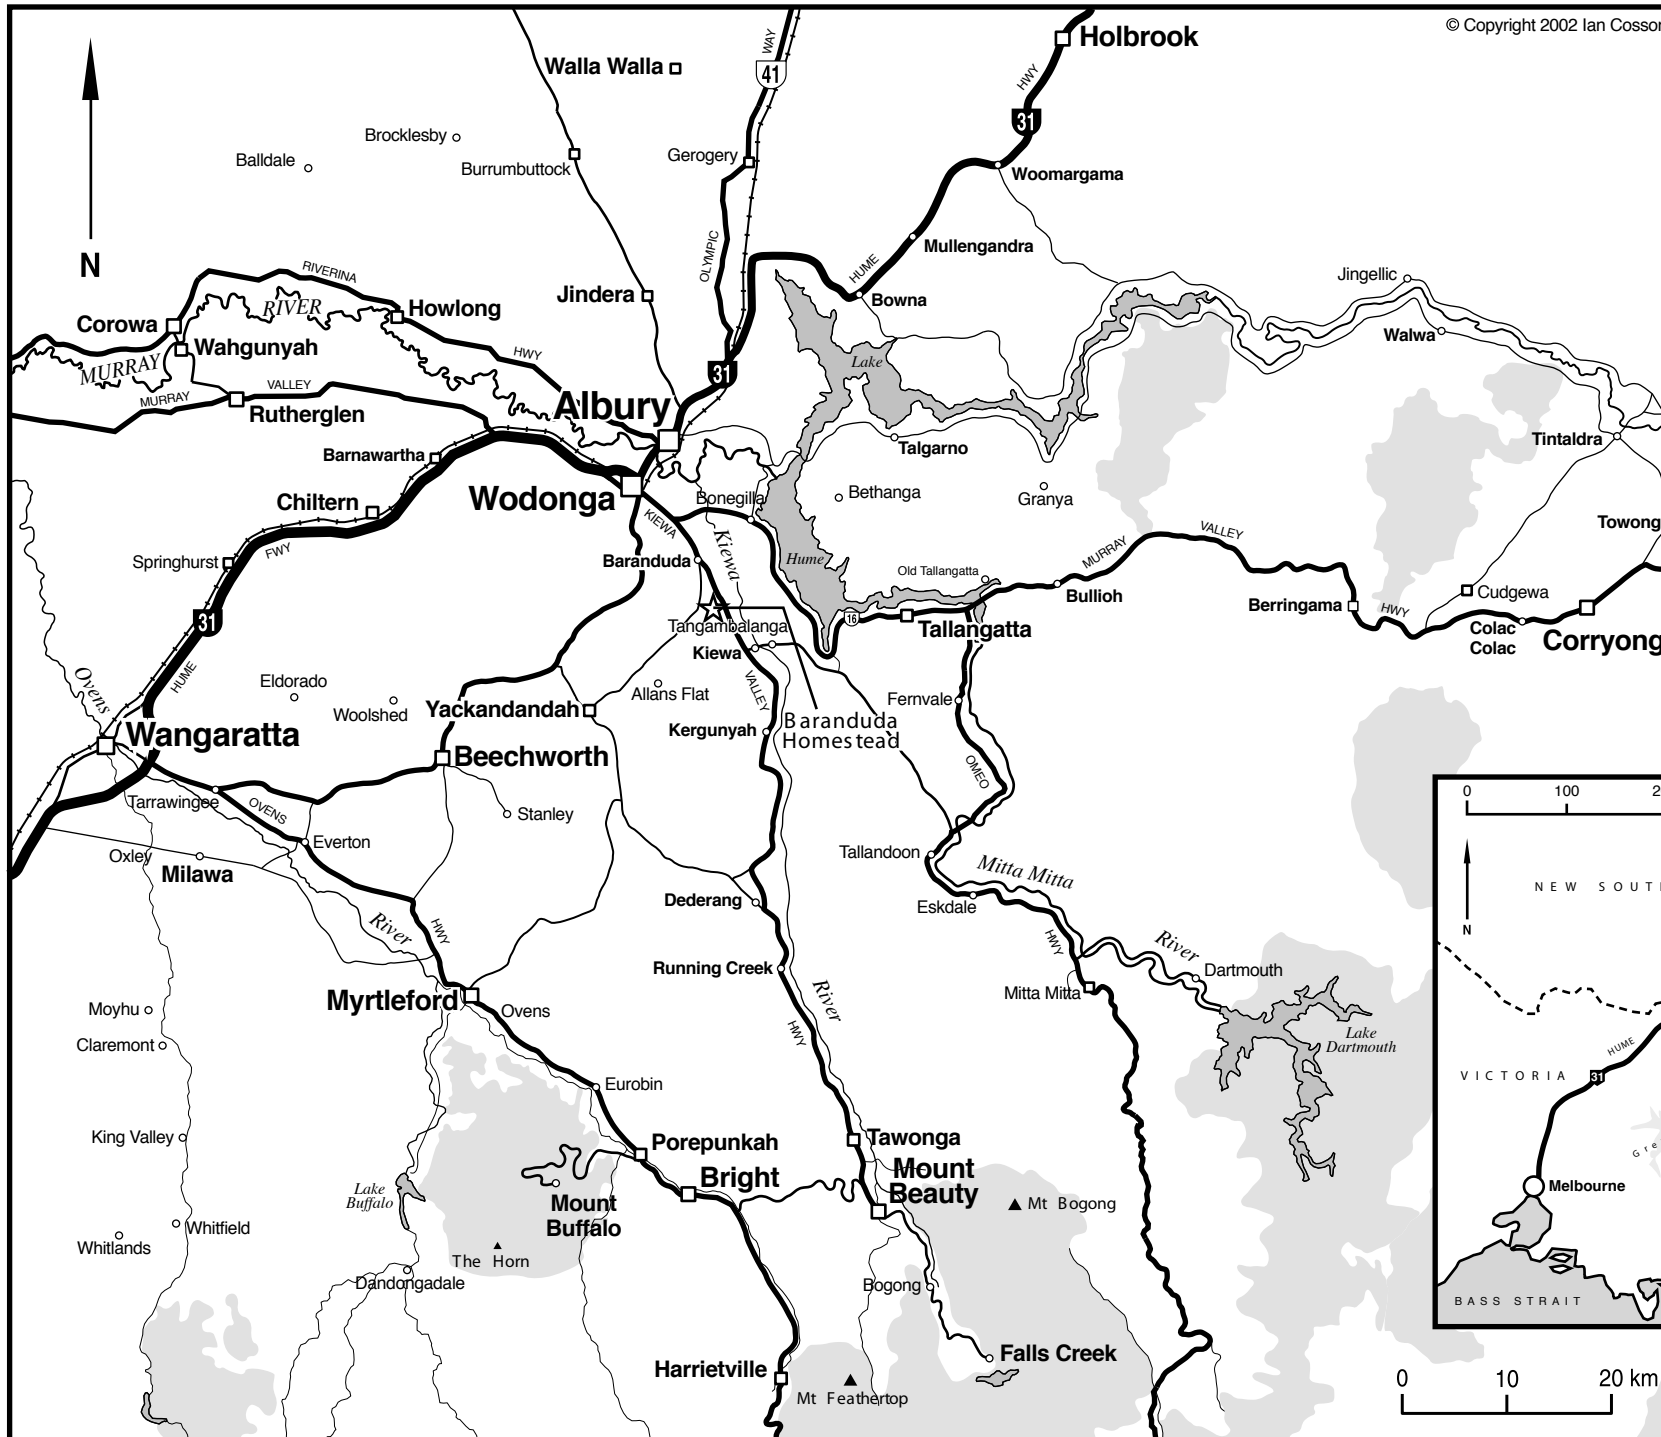 © Copyright 2002 Ian Cosson
Holbrook
WAY
Walla Walla
41
HWY
31
Brocklesby
Balldale
Burrumbuttock
Gerogery
Woomargama
OLYMPIC
Mullengandra
N
HUME
RIVERINA
RIVER
Jindera
Bowna
Jingellic
Howlong
Corowa
Walwa
Wahgunyah
HWY
MURRAY
Lake
31
VALLEY
MURRAY
Rutherglen
Albury
Talgarno
Tintaldra
Barnawartha
Wodonga
Bonegilla
Bethanga
Granya
Chiltern
Towong
KIEWA
VALLEY
FWY
MURRAY
Kiewa
Springhurst
Baranduda
Hume
Old Tallangatta
Bullioh
Cudgewa
Berringama
HWY
31
16
Tangambalanga
Tallangatta
Colac
Colac
Corryong
Kiewa
HUME
Ovens
Eldorado
Allans Flat
VALLEY
Fernvale
Woolshed
Yackandandah
Kergunyah
Baranduda
Homestead
Wangaratta
Beechworth
OMEO
Tarrawingee
OVENS
Stanley
Everton
Tallandoon
Oxley
Milawa
Mitta Mitta
Dederang
Eskdale
River
HWY
HWY
River
Running Creek
Dartmouth
Mitta Mitta
Myrtleford
Ovens
River
Moyhu
HWY
Lake
Dartmouth
Claremont
Eurobin
King Valley
Porepunkah
Tawonga
Bright
Mount
Beauty
Lake
Buffalo
Mount
Buffalo
Mt Bogong
Whitfield
Whitlands
The Horn
Dandongadale
Bogong
Falls Creek
Harrietville
Mt Feathertop
0 100 2
NEW SOUT
N
HUME
VICTORIA
31
Gre
Melbourne
BASS STRAIT
0 10 20 km